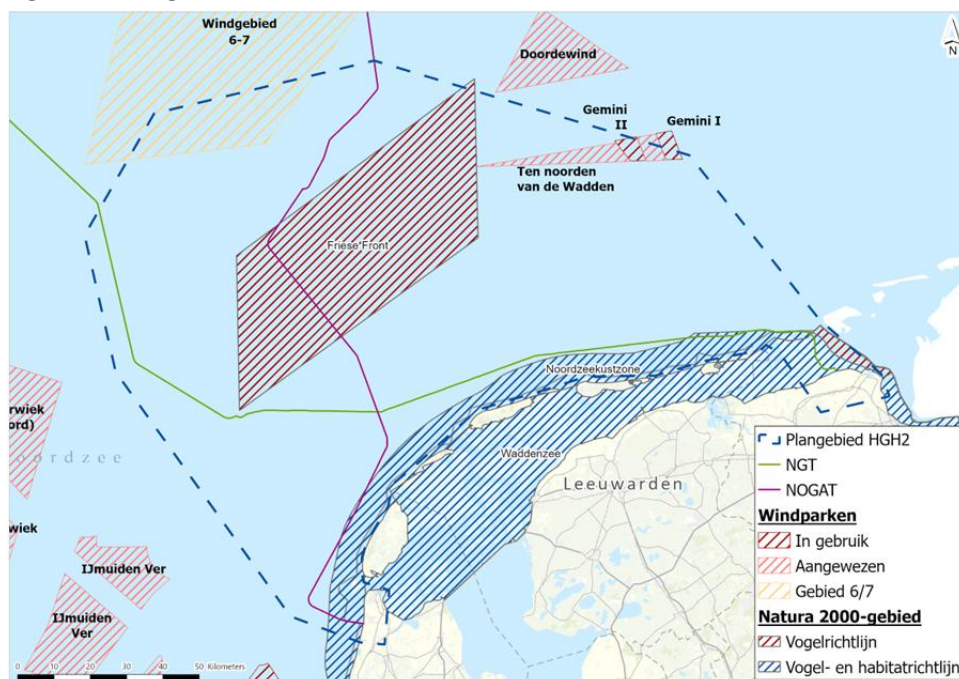 Windgebied
6-7
Doordewind
N
Gemini
II
Gemini I
Ten noorden
van de Wadden
Friese Front
Noordzeekustzone
Waddenzee
Leeuwarden
erwiek
ord)
oordzee
wiek
IJmuiden Ver
IJmuiden
Ver
0 10 20 30 40 50 Kilometers
Plangebied HGH2
NGT
NOGAT
Windparken
In gebruik
Aangewezen
Gebied 6/7
Natura 2000-gebied
Vogelrichtlijn
Vogel- en habitatrichtlijn